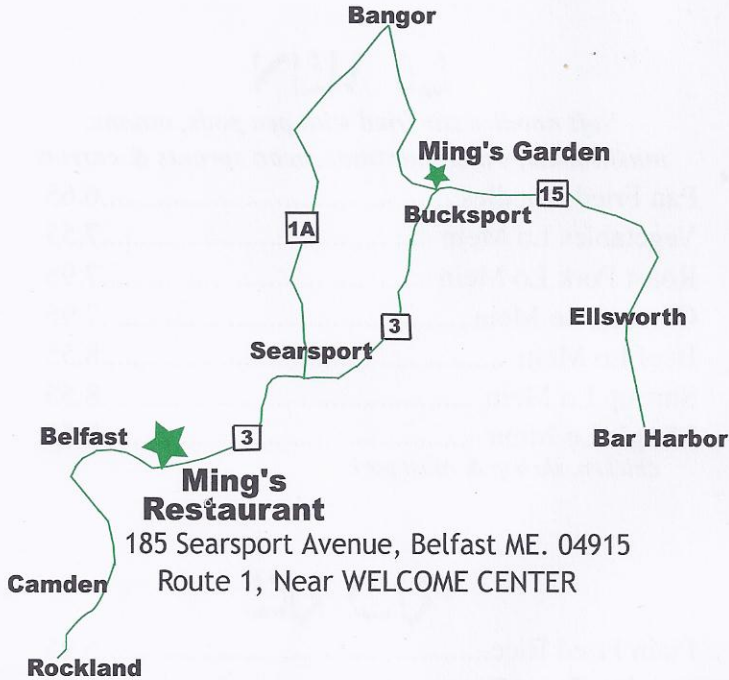 Bangor
Ming's Garden
15
Bucksport
1A
3
Ellsworth
Searsport
Belfast
3
Bar Harbor
Ming's
Restaurant
185 Searsport Avenue, Belfast ME. 04915
Route 1, Near WELCOME CENTER
Camden
Rockland